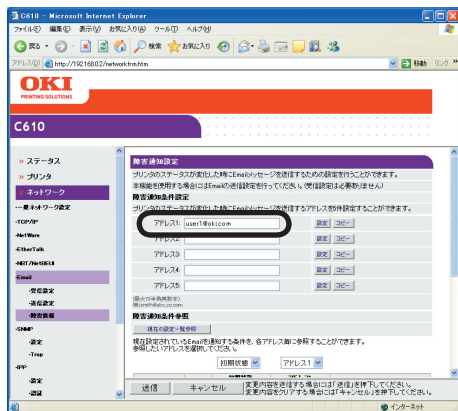 C610 - Microsoft Internet Explorer
ファイル(F) 編集(E) 表示(V) お気に入り(A) ツール(T) ヘルプ(H)
戻る 検索 お気に入り
アドレス(D) http://192.168.0.2/networkfrm.htm 移動 リンク
OKI
PRINTING SOLUTIONS
C610
ステータス
プリンタ
ネットワーク
一般ネットワーク設定
-TCP/IP
-NetWare
-EtherTalk
-NBT/NetBEUI
-Email
-受信設定
-送信設定
-障害情報
-SNMP
-設定
-Trap
-IPP
-設定
-認証
障害通知設定
プリンタのステータスが変化した時にEmailメッセージを送信するための設定を行うことができます。
本機能を使用する場合にはEmailの送信設定を行ってください。(受信設定は必要ありません)
障害通知条件設定
プリンタのステータスが変化した時にEmailメッセージを送信するアドレスを5件設定することができます。
アドレス1: user1@oki.com 設定 コピー
アドレス2: 設定 コピー
アドレス3: 設定 コピー
アドレス4: 設定 コピー
アドレス5: 設定 コピー
障害通知条件参照
現在の設定一覧参照
現在設定されているEmailを通知する条件を、各アドレス毎に参照することができます。
参照したいアドレスを選択してください。
初期状態 アドレス1
送信 キャンセル
変更内容を送信する場合には「送信」を押下してください。
変更内容をクリアする場合には「キャンセル」を押下してください。
インターネット